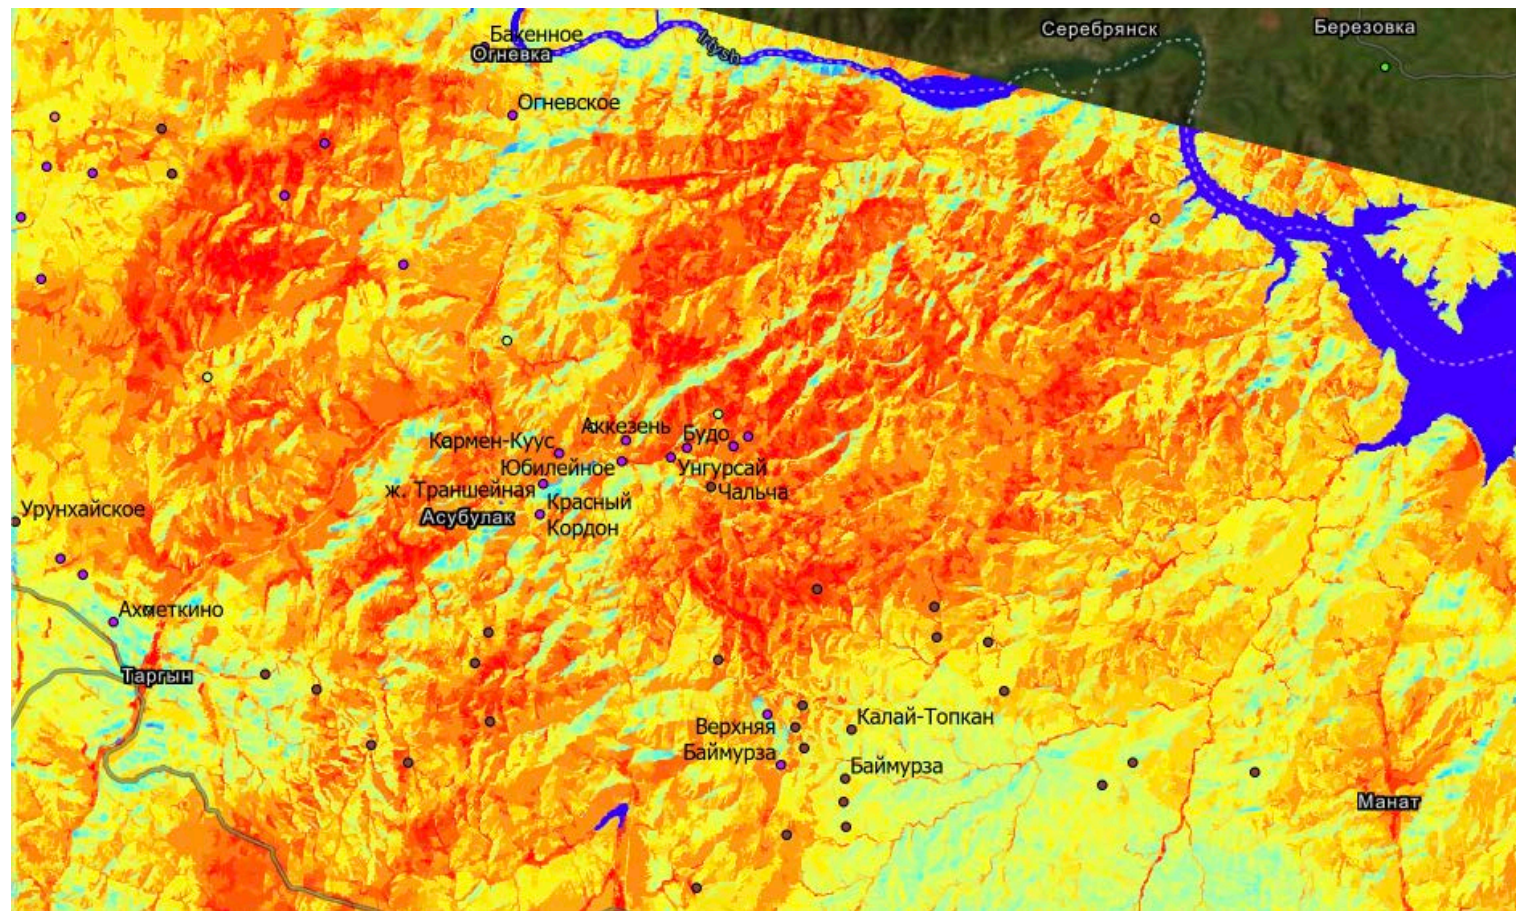 Бакенное
Огневка
Irtysh
Серебрянск
Березовка
Огневское
Аккезень
Будо
Кармен-Куус
Юбилейное
Унгурсай
ж. Траншейная
Чальча
Красный
Кордон
Асубулак
Урунхайское
Ахметкино
Таргын
Верхняя
Баймурза
Калай-Топкан
Баймурза
Манат